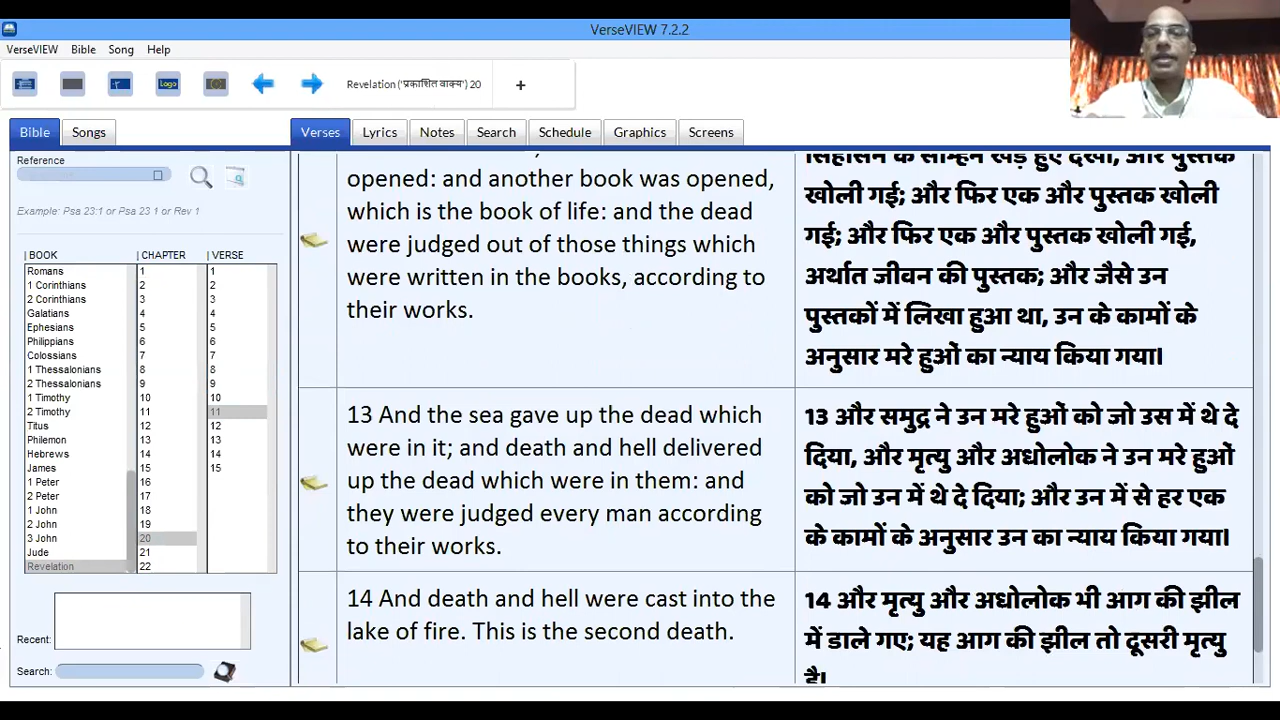 VerseVIEW 7.2.2
VerseVIEW Bible Song Help
Logo
Revelation ('प्रकाशित वाक्य') 20
+
Bible Songs
Verses Lyrics Notes Search Schedule Graphics Screens
Reference
Example: Psa 23:1 or Psa 23 1 or Rev 1
| BOOK | CHAPTER | VERSE
Romans 1 1
1 Corinthians 2 2
2 Corinthians 3 3
Galatians 4 4
Ephesians 5 5
Philippians 6 6
Colossians 7 7
1 Thessalonians 8 8
2 Thessalonians 9 9
1 Timothy 10 10
2 Timothy 11 11
Titus 12 12
Philemon 13 13
Hebrews 14 14
James 15 15
1 Peter 16
2 Peter 17
1 John 18
2 John 19
3 John 20
Jude 21
Revelation 22
Recent:
Search:
opened: and another book was opened,
which is the book of life: and the dead
were judged out of those things which
were written in the books, according to
their works.
सिंहासन के साम्हने खड़े हुए देखा, और पुस्तक
खोली गई; और फिर एक और पुस्तक खोली
गई; और फिर एक और पुस्तक खोली गई,
अर्थात जीवन की पुस्तक; और जैसे उन
पुस्तकों में लिखा हुआ था, उन के कामों के
अनुसार मरे हुओं का न्याय किया गया।
13 And the sea gave up the dead which
were in it; and death and hell delivered
up the dead which were in them: and
they were judged every man according
to their works.
13 और समुद्र ने उन मरे हुओं को जो उस में थे दे
दिया, और मृत्यु और अधोलोक ने उन मरे हुओं
को जो उन में थे दे दिया; और उन में से हर एक
के कामों के अनुसार उन का न्याय किया गया।
14 And death and hell were cast into the
lake of fire. This is the second death.
14 और मृत्यु और अधोलोक भी आग की झील
में डाले गए; यह आग की झील तो दूसरी मृत्यु
है।